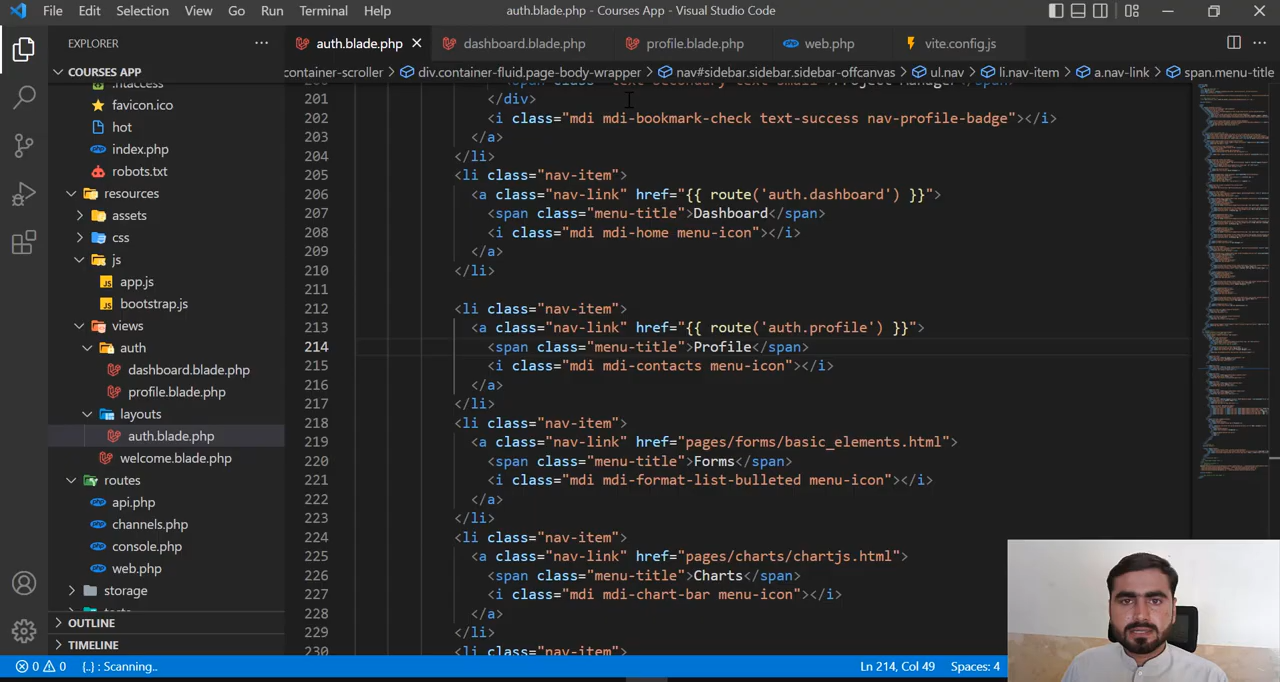 File Edit Selection View Go Run Terminal Help auth.blade.php - Courses App - Visual Studio Code
EXPLORER
auth.blade.php dashboard.blade.php profile.blade.php web.php vite.config.js
COURSES APP
container-scroller > div.container-fluid.page-body-wrapper > nav#sidebar.sidebar.sidebar-offcanvas > ul.nav > li.nav-item > a.nav-link > span.menu-title
.htaccess
favicon.ico
hot
index.php
robots.txt
resources
assets
css
js
app.js
bootstrap.js
views
auth
dashboard.blade.php
profile.blade.php
layouts
auth.blade.php
welcome.blade.php
routes
api.php
channels.php
console.php
web.php
storage
OUTLINE
TIMELINE
201 </div>
202 <i class="mdi mdi-bookmark-check text-success nav-profile-badge"></i>
203 </a>
204 </li>
205 <li class="nav-item">
206 <a class="nav-link" href="{{ route('auth.dashboard') }}">
207 <span class="menu-title">Dashboard</span>
208 <i class="mdi mdi-home menu-icon"></i>
209 </a>
210 </li>
211
212 <li class="nav-item">
213 <a class="nav-link" href="{{ route('auth.profile') }}">
214 <span class="menu-title">Profile</span>
215 <i class="mdi mdi-contacts menu-icon"></i>
216 </a>
217 </li>
218 <li class="nav-item">
219 <a class="nav-link" href="pages/forms/basic_elements.html">
220 <span class="menu-title">Forms</span>
221 <i class="mdi mdi-format-list-bulleted menu-icon"></i>
222 </a>
223 </li>
224 <li class="nav-item">
225 <a class="nav-link" href="pages/charts/chartjs.html">
226 <span class="menu-title">Charts</span>
227 <i class="mdi mdi-chart-bar menu-icon"></i>
228 </a>
229 </li>
230 <li class="nav-item">
0 0 {..} : Scanning.. Ln 214, Col 49 Spaces: 4